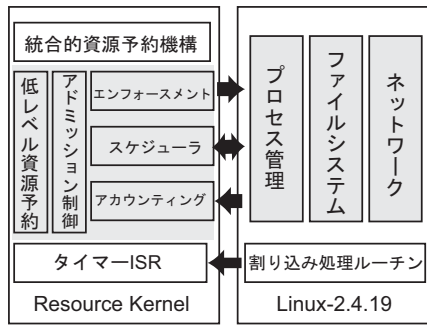 統合的資源予約機構
低レベル資源予約
アドミッション制御
エンフォースメント
スケジューラ
アカウンティング
タイマーISR
Resource Kernel
プロセス管理
ファイルシステム
ネットワーク
割り込み処理ルーチン
Linux-2.4.19